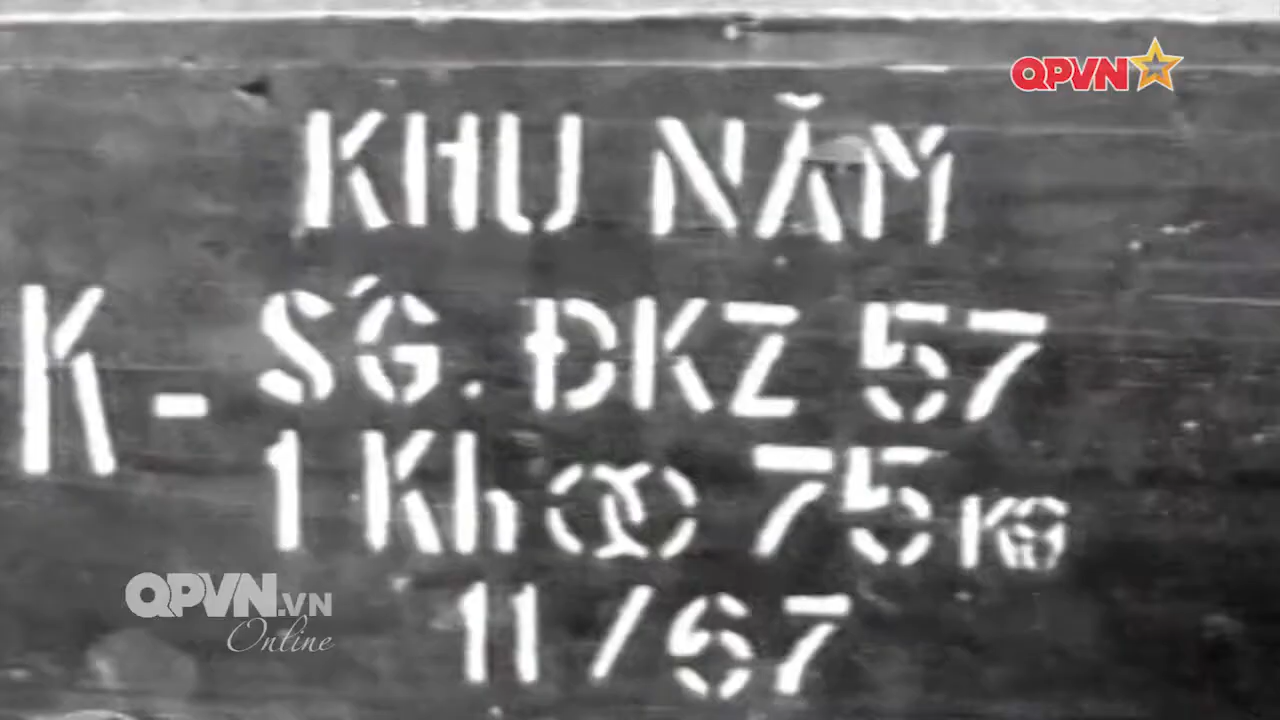 QPVN
KHU NĂM
K - SG. ĐKZ 57
1 Kh 75 KG
11/67
QPVN.VN
Online